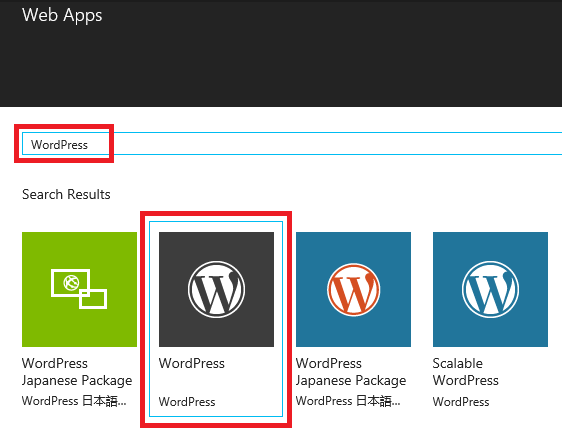 Web Apps
WordPress
Search Results
WordPress
Japanese Package
WordPress 日本語...
WordPress
WordPress
WordPress
Japanese Package
WordPress 日本語...
Scalable
WordPress
WordPress